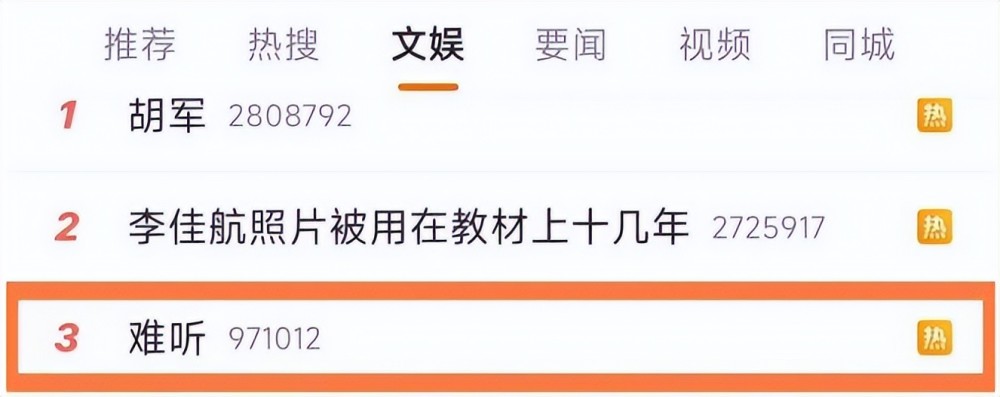 推荐 热搜 文娱 要闻 视频 同城
1 胡军 2808792 热
2 李佳航照片被用在教材上十几年 2725917 热
3 难听 971012 热